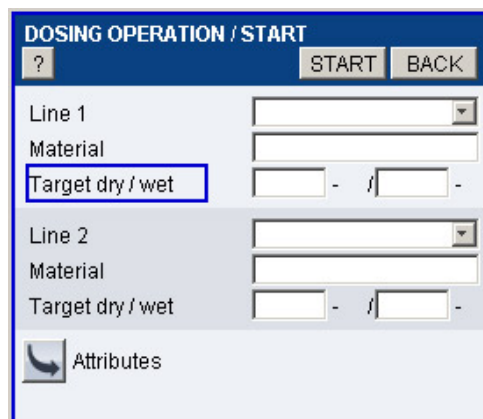 DOSING OPERATION / START
? START BACK
Line 1
Material
Target dry / wet - / -
Line 2
Material
Target dry / wet - / -
Attributes